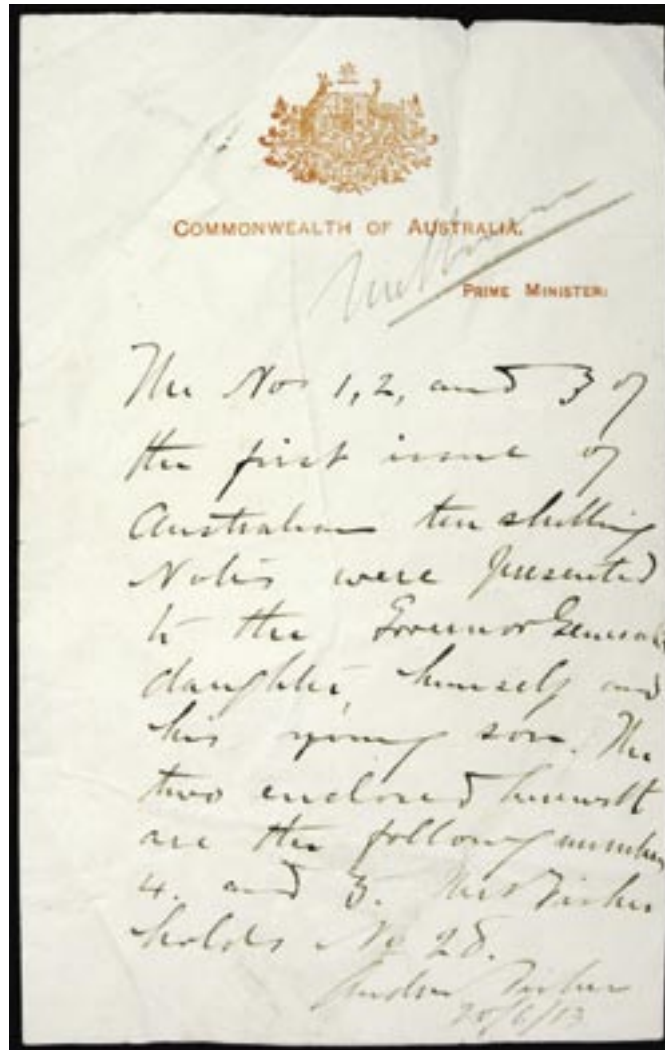 COMMONWEALTH OF AUSTRALIA.
PRIME MINISTER.
The Nos 1, 2, and 3 of
the first issue of
Australian ten shilling
Notes were presented
to the Governor Generals
daughter, himself and
his young son. The
two enclosed herewith
are the following numbers
4. and 5. Mrs Fisher
holds No 28.
Andrew Fisher
20/6/13